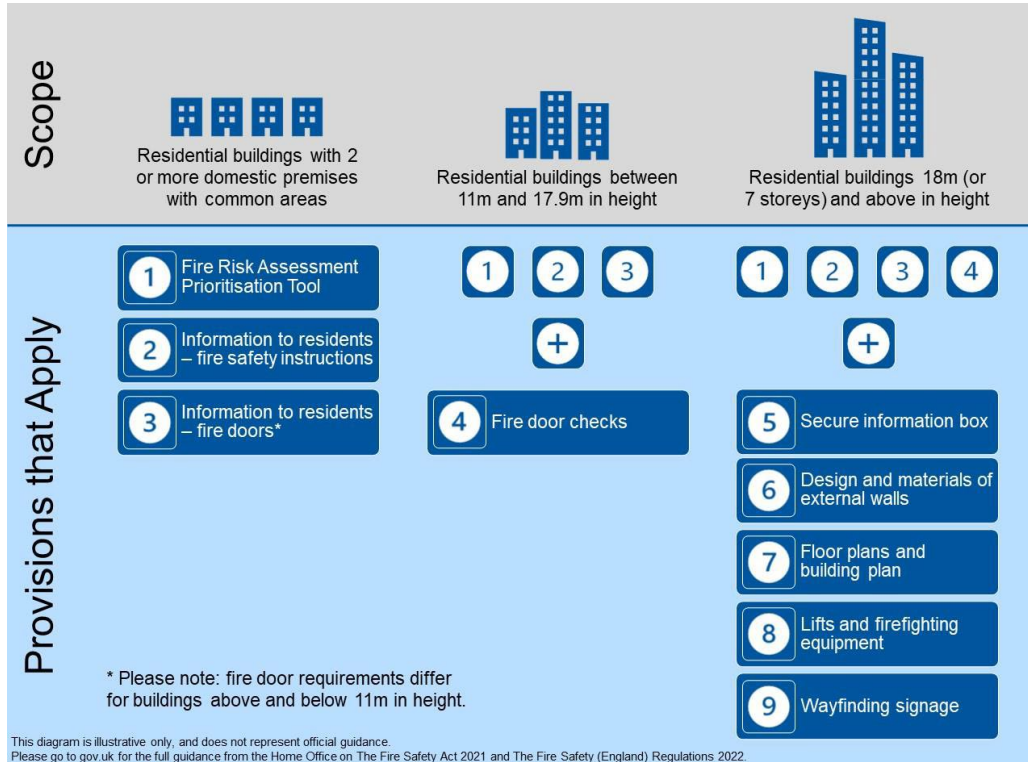 Scope
Residential buildings with 2
or more domestic premises
with common areas
Residential buildings between
11m and 17.9m in height
Residential buildings 18m (or
7 storeys) and above in height
Provisions that Apply
1 Fire Risk Assessment
Prioritisation Tool
2 Information to residents
– fire safety instructions
3 Information to residents
– fire doors*
1 2 3
+
4 Fire door checks
1 2 3 4
+
5 Secure information box
6 Design and materials of
external walls
7 Floor plans and
building plan
8 Lifts and firefighting
equipment
9 Wayfinding signage
* Please note: fire door requirements differ
for buildings above and below 11m in height.
This diagram is illustrative only, and does not represent official guidance.
Please go to gov.uk for the full guidance from the Home Office on The Fire Safety Act 2021 and The Fire Safety (England) Regulations 2022.